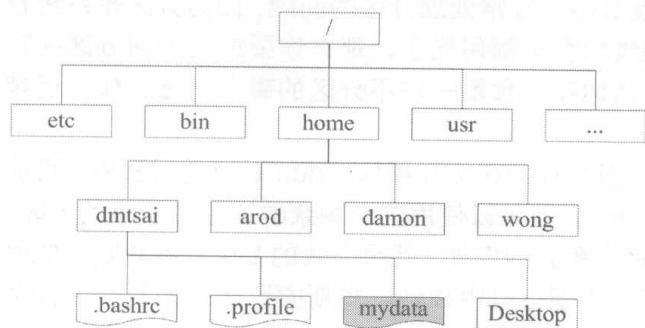 /
etc bin home usr ...
dmtsai arod damon wong
.bashrc .profile mydata Desktop